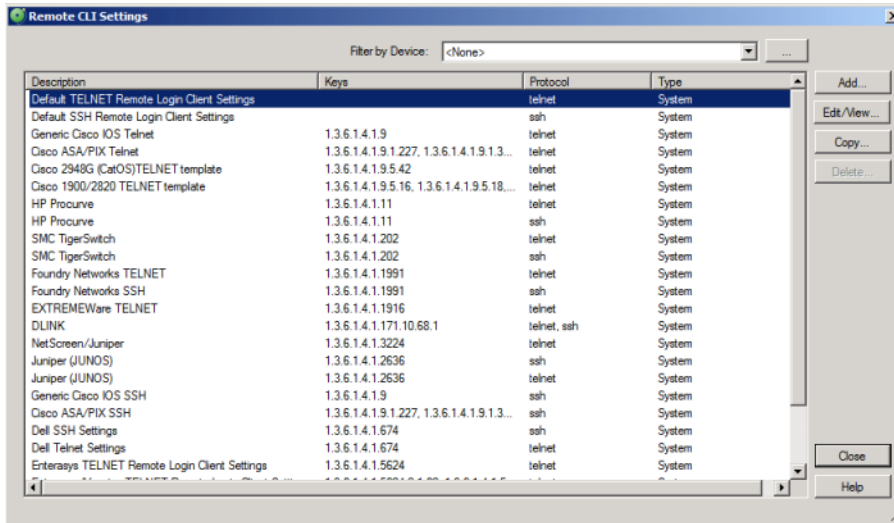 Remote CLI Settings
Filter by Device: <None> ...
Description Keys Protocol Type
Default TELNET Remote Login Client Settings telnet System
Default SSH Remote Login Client Settings ssh System
Generic Cisco IOS Telnet 1.3.6.1.4.1.9 telnet System
Cisco ASA/PIX Telnet 1.3.6.1.4.1.9.1.227, 1.3.6.1.4.1.9.1.3... telnet System
Cisco 2948G (CatOS)TELNET template 1.3.6.1.4.1.9.5.42 telnet System
Cisco 1900/2820 TELNET template 1.3.6.1.4.1.9.5.16, 1.3.6.1.4.1.9.5.18,... telnet System
HP Procurve 1.3.6.1.4.1.11 telnet System
HP Procurve 1.3.6.1.4.1.11 ssh System
SMC TigerSwitch 1.3.6.1.4.1.202 telnet System
SMC TigerSwitch 1.3.6.1.4.1.202 ssh System
Foundry Networks TELNET 1.3.6.1.4.1.1991 telnet System
Foundry Networks SSH 1.3.6.1.4.1.1991 ssh System
EXTREMEWare TELNET 1.3.6.1.4.1.1916 telnet System
DLINK 1.3.6.1.4.1.171.10.68.1 telnet, ssh System
NetScreen/Juniper 1.3.6.1.4.1.3224 telnet System
Juniper (JUNOS) 1.3.6.1.4.1.2636 ssh System
Juniper (JUNOS) 1.3.6.1.4.1.2636 telnet System
Generic Cisco IOS SSH 1.3.6.1.4.1.9 ssh System
Cisco ASA/PIX SSH 1.3.6.1.4.1.9.1.227, 1.3.6.1.4.1.9.1.3... ssh System
Dell SSH Settings 1.3.6.1.4.1.674 ssh System
Dell Telnet Settings 1.3.6.1.4.1.674 telnet System
Enterasys TELNET Remote Login Client Settings 1.3.6.1.4.1.5624 telnet System
Add...
Edit/View...
Copy...
Delete...
Close
Help